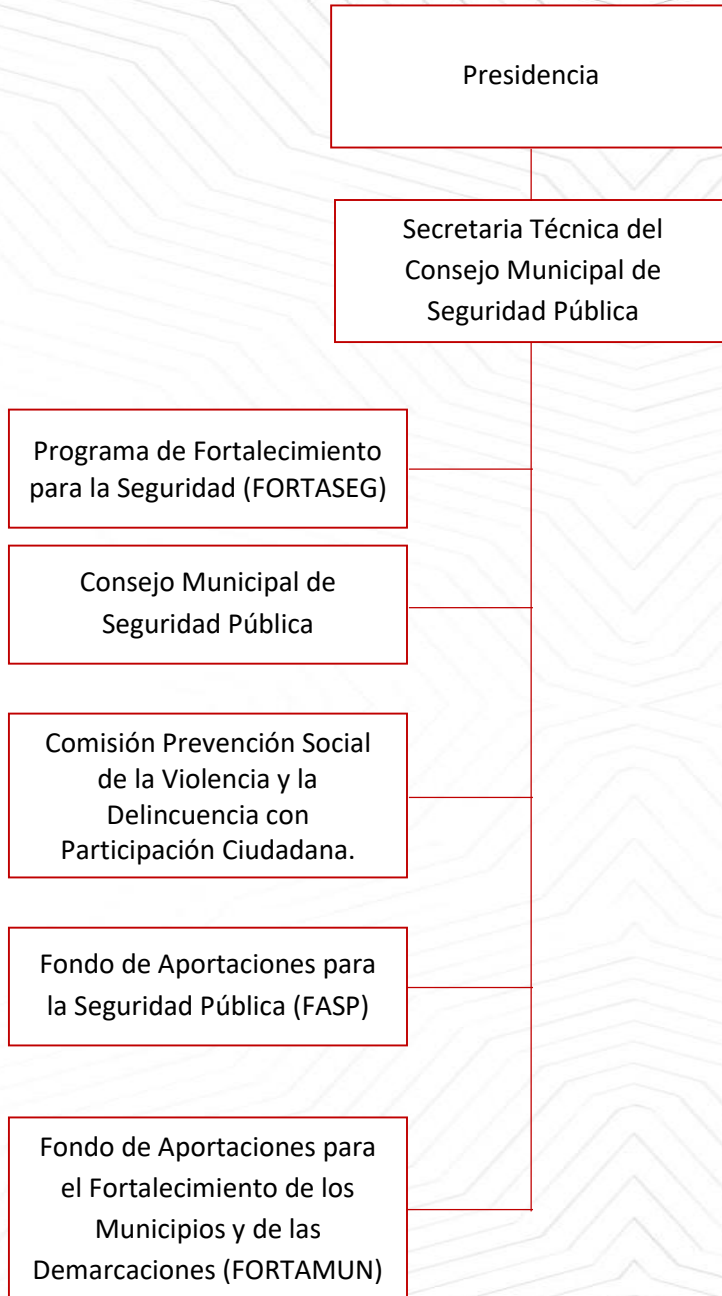 Presidencia
Secretaria Técnica del
Consejo Municipal de
Seguridad Pública
Programa de Fortalecimiento
para la Seguridad (FORTASEG)
Consejo Municipal de
Seguridad Pública
Comisión Prevención Social
de la Violencia y la
Delincuencia con
Participación Ciudadana.
Fondo de Aportaciones para
la Seguridad Pública (FASP)
Fondo de Aportaciones para
el Fortalecimiento de los
Municipios y de las
Demarcaciones (FORTAMUN)